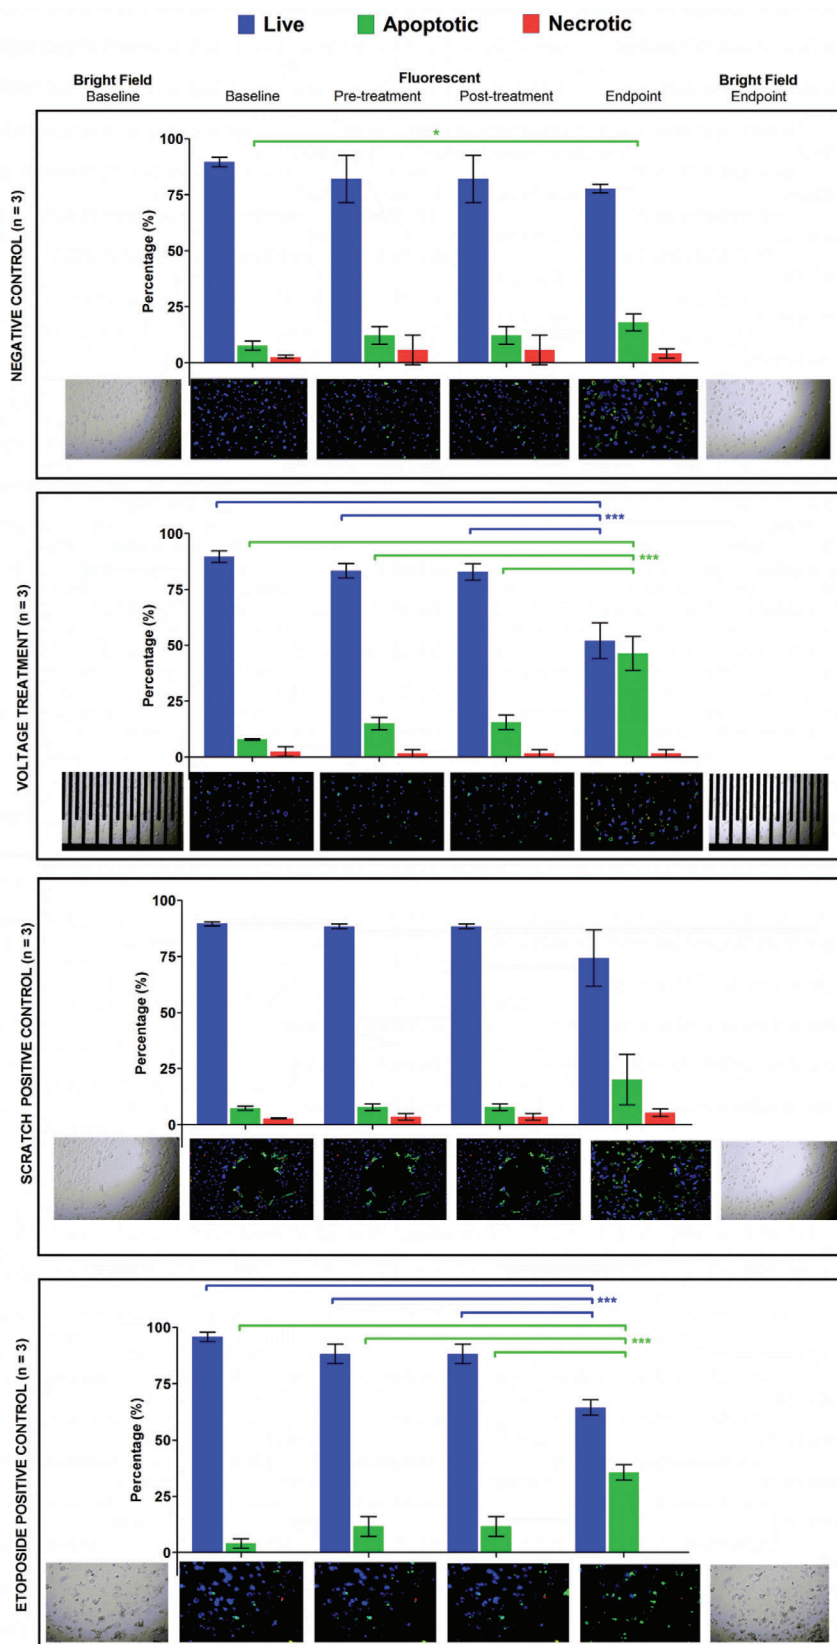 Live Apoptotic Necrotic
Bright Field Fluorescent Bright Field
Baseline Baseline Pre-treatment Post-treatment Endpoint Endpoint
NEGATIVE CONTROL (n = 3)
Percentage (%)
100
75
50
25
0
*
VOLTAGE TREATMENT (n = 3)
Percentage (%)
100
75
50
25
0
***
***
SCRATCH POSITIVE CONTROL (n = 3)
Percentage (%)
100
75
50
25
0
ETOPOSIDE POSITIVE CONTROL (n = 3)
Percentage (%)
100
75
50
25
0
***
***